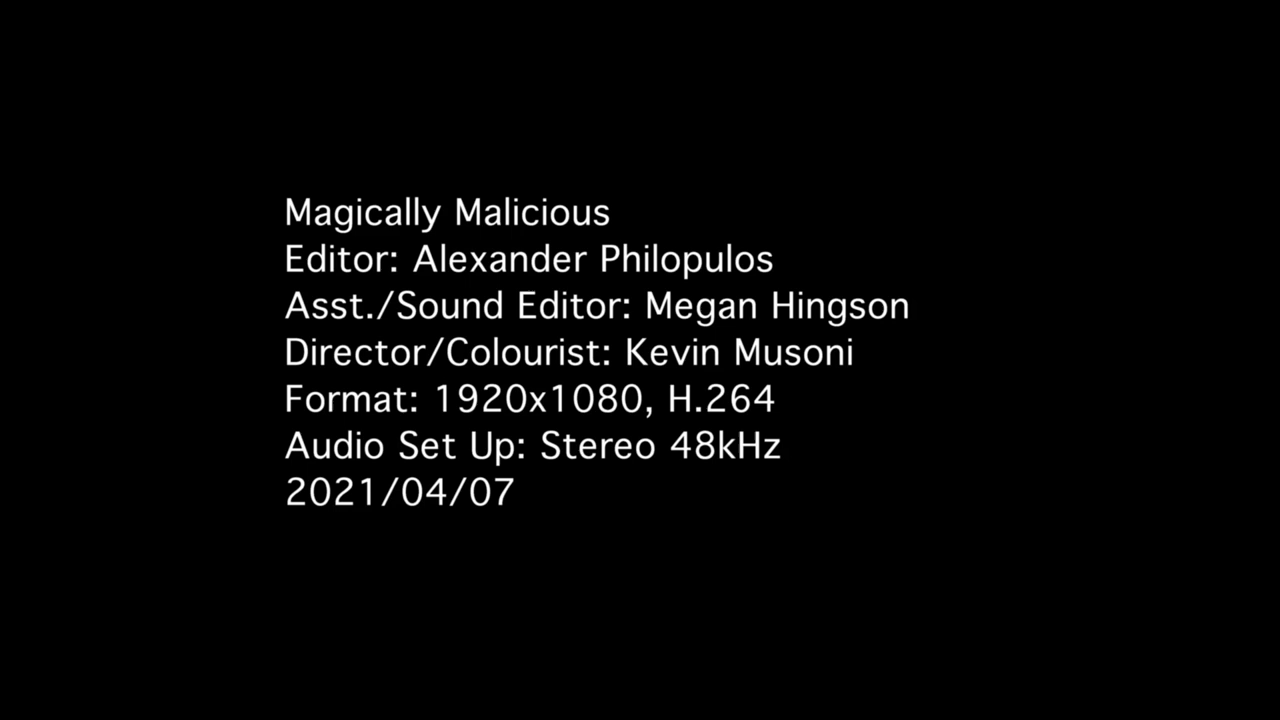 Magically Malicious
Editor: Alexander Philopulos
Asst./Sound Editor: Megan Hingson
Director/Colourist: Kevin Musoni
Format: 1920x1080, H.264
Audio Set Up: Stereo 48kHz
2021/04/07